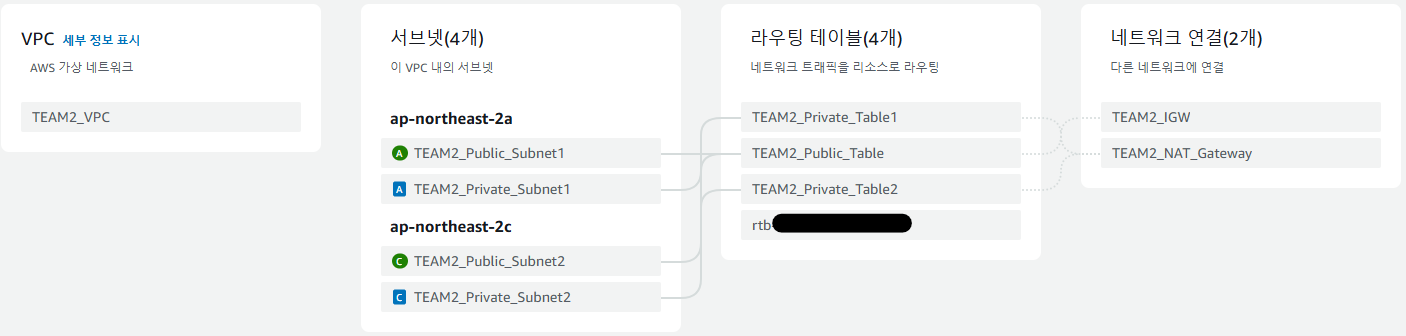 VPC 세부 정보 표시
AWS 가상 네트워크
TEAM2_VPC
서브넷(4개)
이 VPC 내의 서브넷
ap-northeast-2a
A TEAM2_Public_Subnet1
A TEAM2_Private_Subnet1
ap-northeast-2c
C TEAM2_Public_Subnet2
C TEAM2_Private_Subnet2
라우팅 테이블(4개)
네트워크 트래픽을 리소스로 라우팅
TEAM2_Private_Table1
TEAM2_Public_Table
TEAM2_Private_Table2
rtb-
네트워크 연결(2개)
다른 네트워크에 연결
TEAM2_IGW
TEAM2_NAT_Gateway